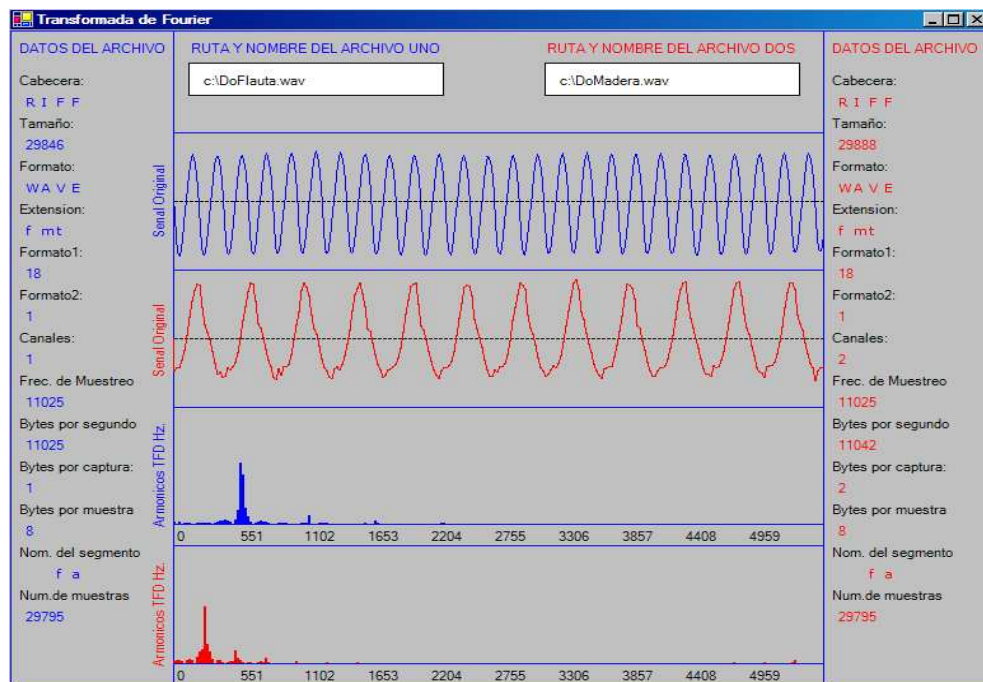 Transformada de Fourier
DATOS DEL ARCHIVO
Cabecera:
R I F F
Tamaño:
29846
Formato:
W A V E
Extension:
f mt
Formato1:
18
Formato2:
1
Canales:
1
Frec. de Muestreo
11025
Bytes por segundo
11025
Bytes por captura:
1
Bytes por muestra
8
Nom. del segmento
f a
Num.de muestras
29795
RUTA Y NOMBRE DEL ARCHIVO UNO
c:\DoFlauta.wav
RUTA Y NOMBRE DEL ARCHIVO DOS
c:\DoMadera.wav
Senal Original
Senal Original
Armonicos TFD Hz.
0 551 1102 1653 2204 2755 3306 3857 4408 4959
Armonicos TFD Hz.
0 551 1102 1653 2204 2755 3306 3857 4408 4959
DATOS DEL ARCHIVO
Cabecera:
R I F F
Tamaño:
29888
Formato:
W A V E
Extension:
f mt
Formato1:
18
Formato2:
1
Canales:
2
Frec. de Muestreo
11025
Bytes por segundo
11042
Bytes por captura:
2
Bytes por muestra
8
Nom. del segmento
f a
Num.de muestras
29795